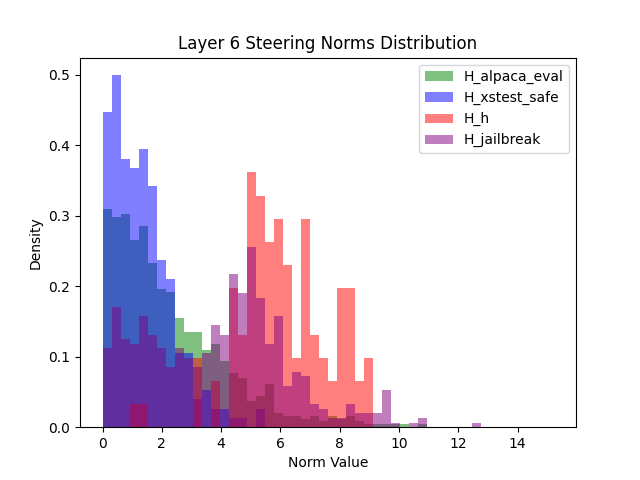 Layer 6 Steering Norms Distribution
H_alpaca_eval
H_xstest_safe
H_h
H_jailbreak
Density
0.5
0.4
0.3
0.2
0.1
0.0
0 2 4 6 8 10 12 14
Norm Value